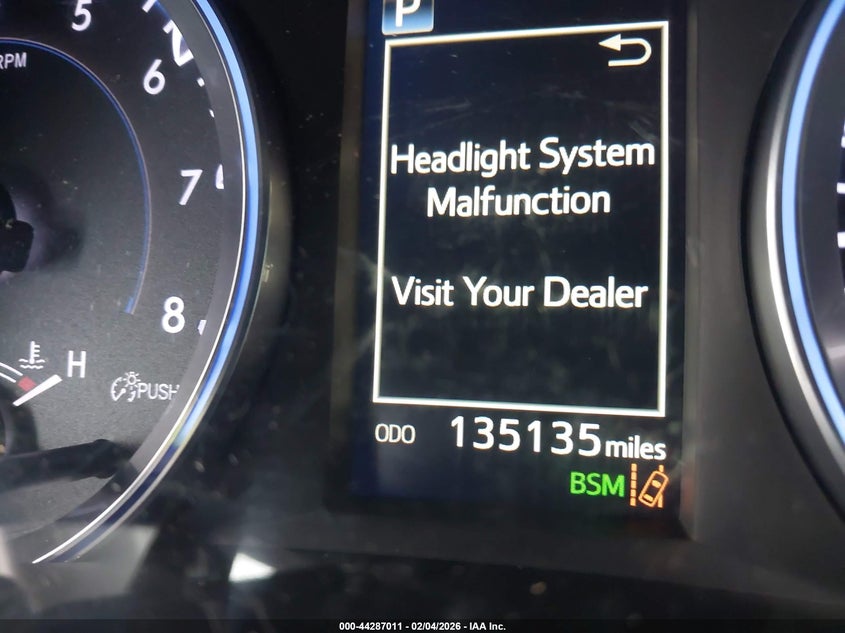 5
RPM
6
7
8
H
PUSH
P
Headlight System
Malfunction
Visit Your Dealer
ODO 135135 miles
BSM
000-44287011 - 02/04/2026 - IAA Inc.